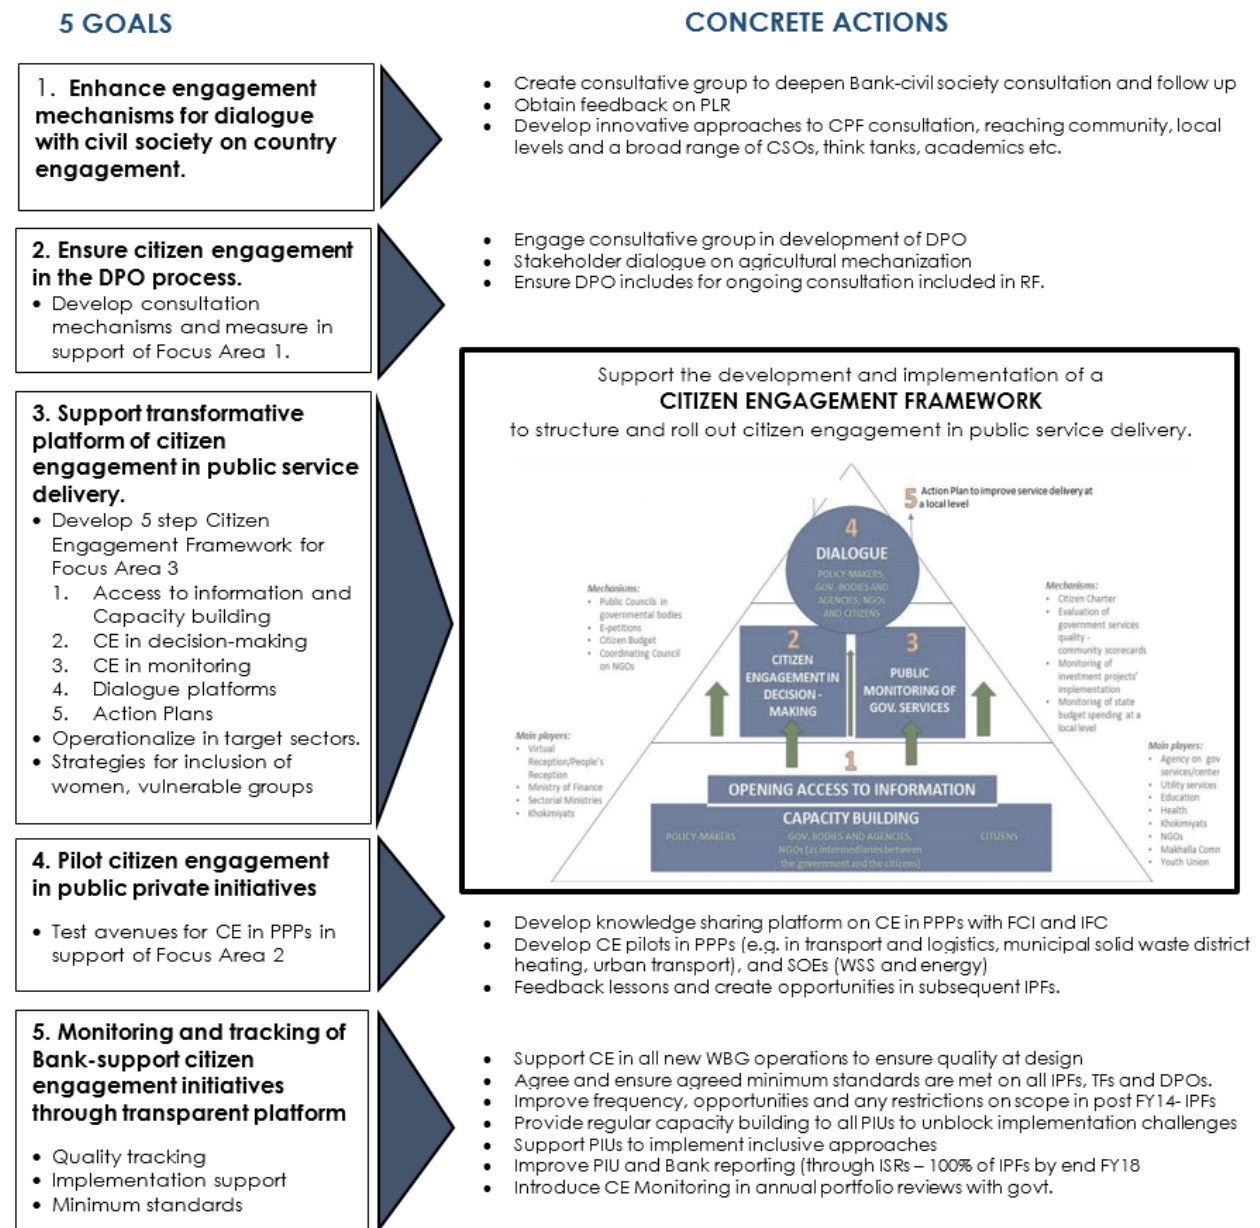 5 GOALS
CONCRETE ACTIONS
1. Enhance engagement
mechanisms for dialogue
with civil society on country
engagement.
• Create consultative group to deepen Bank-civil society consultation and follow up
• Obtain feedback on PLR
• Develop innovative approaches to CPF consultation, reaching community, local
levels and a broad range of CSOs, think tanks, academics etc.
2. Ensure citizen engagement
in the DPO process.
• Develop consultation
mechanisms and measure in
support of Focus Area 1.
• Engage consultative group in development of DPO
• Stakeholder dialogue on agricultural mechanization
• Ensure DPO includes for ongoing consultation included in RF.
3. Support transformative
platform of citizen
engagement in public service
delivery.
• Develop 5 step Citizen
Engagement Framework for
Focus Area 3
1. Access to information and
Capacity building
2. CE in decision-making
3. CE in monitoring
4. Dialogue platforms
5. Action Plans
• Operationalize in target sectors.
• Strategies for inclusion of
women, vulnerable groups
Support the development and implementation of a
CITIZEN ENGAGEMENT FRAMEWORK
to structure and roll out citizen engagement in public service delivery.
5 Action Plan to improve service delivery at
a local level
4
DIALOGUE
POLICY-MAKERS,
GOV. BODIES AND
AGENCIES, NGOs
AND CITIZENS
Mechanisms:
• Public Councils in
governmental bodies
• E-petitions
• Citizen Budget
• Coordinating Council
on NGOs
Mechanisms:
• Citizen Charter
• Evaluation of
government services
quality -
community scorecards
• Monitoring of
investment projects'
implementation
• Monitoring of state
budget spending at a
local level
2
CITIZEN
ENGAGEMENT IN
DECISION -
MAKING
3
PUBLIC
MONITORING OF
GOV. SERVICES
Main players:
• Virtual
Reception/People's
Reception
• Ministry of Finance
• Sectorial Ministries
• Khokimiyats
Main players:
• Agency on gov
services/center
• Utility services
• Education
• Health
• Khokimiyats
• NGOs
• Makhalla Comn
• Youth Union
1
OPENING ACCESS TO INFORMATION
CAPACITY BUILDING
POLICY-MAKERS
GOV. BODIES AND AGENCIES,
NGOs (as intermediaries between
the government and the citizens)
CITIZENS
4. Pilot citizen engagement
in public private initiatives
• Test avenues for CE in PPPs in
support of Focus Area 2
• Develop knowledge sharing platform on CE in PPPs with FCI and IFC
• Develop CE pilots in PPPs (e.g. in transport and logistics, municipal solid waste district
heating, urban transport), and SOEs (WSS and energy)
• Feedback lessons and create opportunities in subsequent IPFs.
5. Monitoring and tracking of
Bank-support citizen
engagement initiatives
through transparent platform
• Quality tracking
• Implementation support
• Minimum standards
• Support CE in all new WBG operations to ensure quality at design
• Agree and ensure agreed minimum standards are met on all IPFs, TFs and DPOs.
• Improve frequency, opportunities and any restrictions on scope in post FY14- IPFs
• Provide regular capacity building to all PIUs to unblock implementation challenges
• Support PIUs to implement inclusive approaches
• Improve PIU and Bank reporting (through ISRs – 100% of IPFs by end FY18
• Introduce CE Monitoring in annual portfolio reviews with govt.